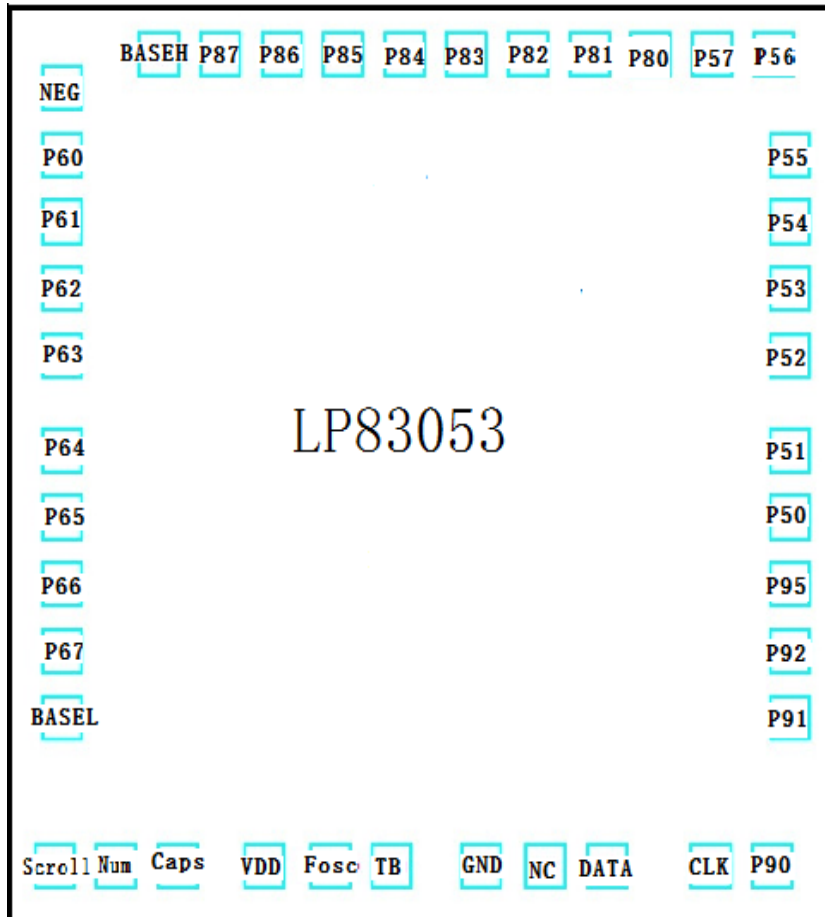 BASEH P87 P86 P85 P84 P83 P82 P81 P80 P57 P56
NEG
P60 P55
P61 P54
P62 P53
P63 P52
LP83053
P64 P51
P65 P50
P66 P95
P67 P92
BASEL P91
Scroll Num Caps VDD Fosc TB GND NC DATA CLK P90